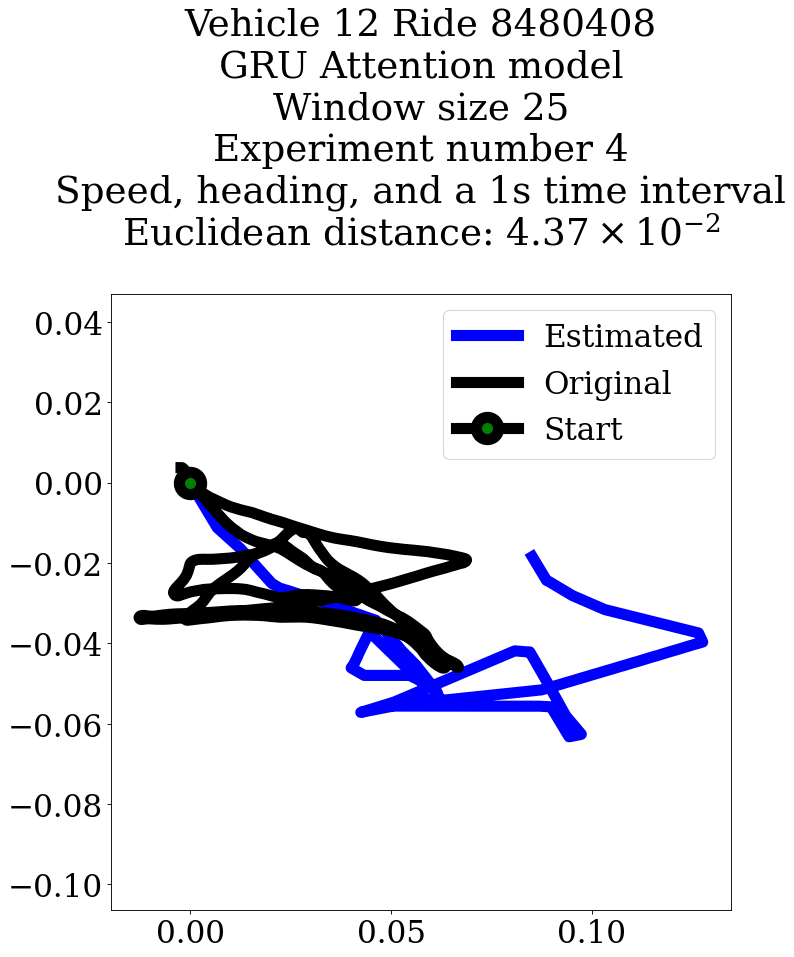 Vehicle 12 Ride 8480408
GRU Attention model
Window size 25
Experiment number 4
Speed, heading, and a 1s time interval
Euclidean distance: 4.37 × 10⁻²
Estimated
Original
Start
0.04
0.02
0.00
−0.02
−0.04
−0.06
−0.08
−0.10
0.00 0.05 0.10